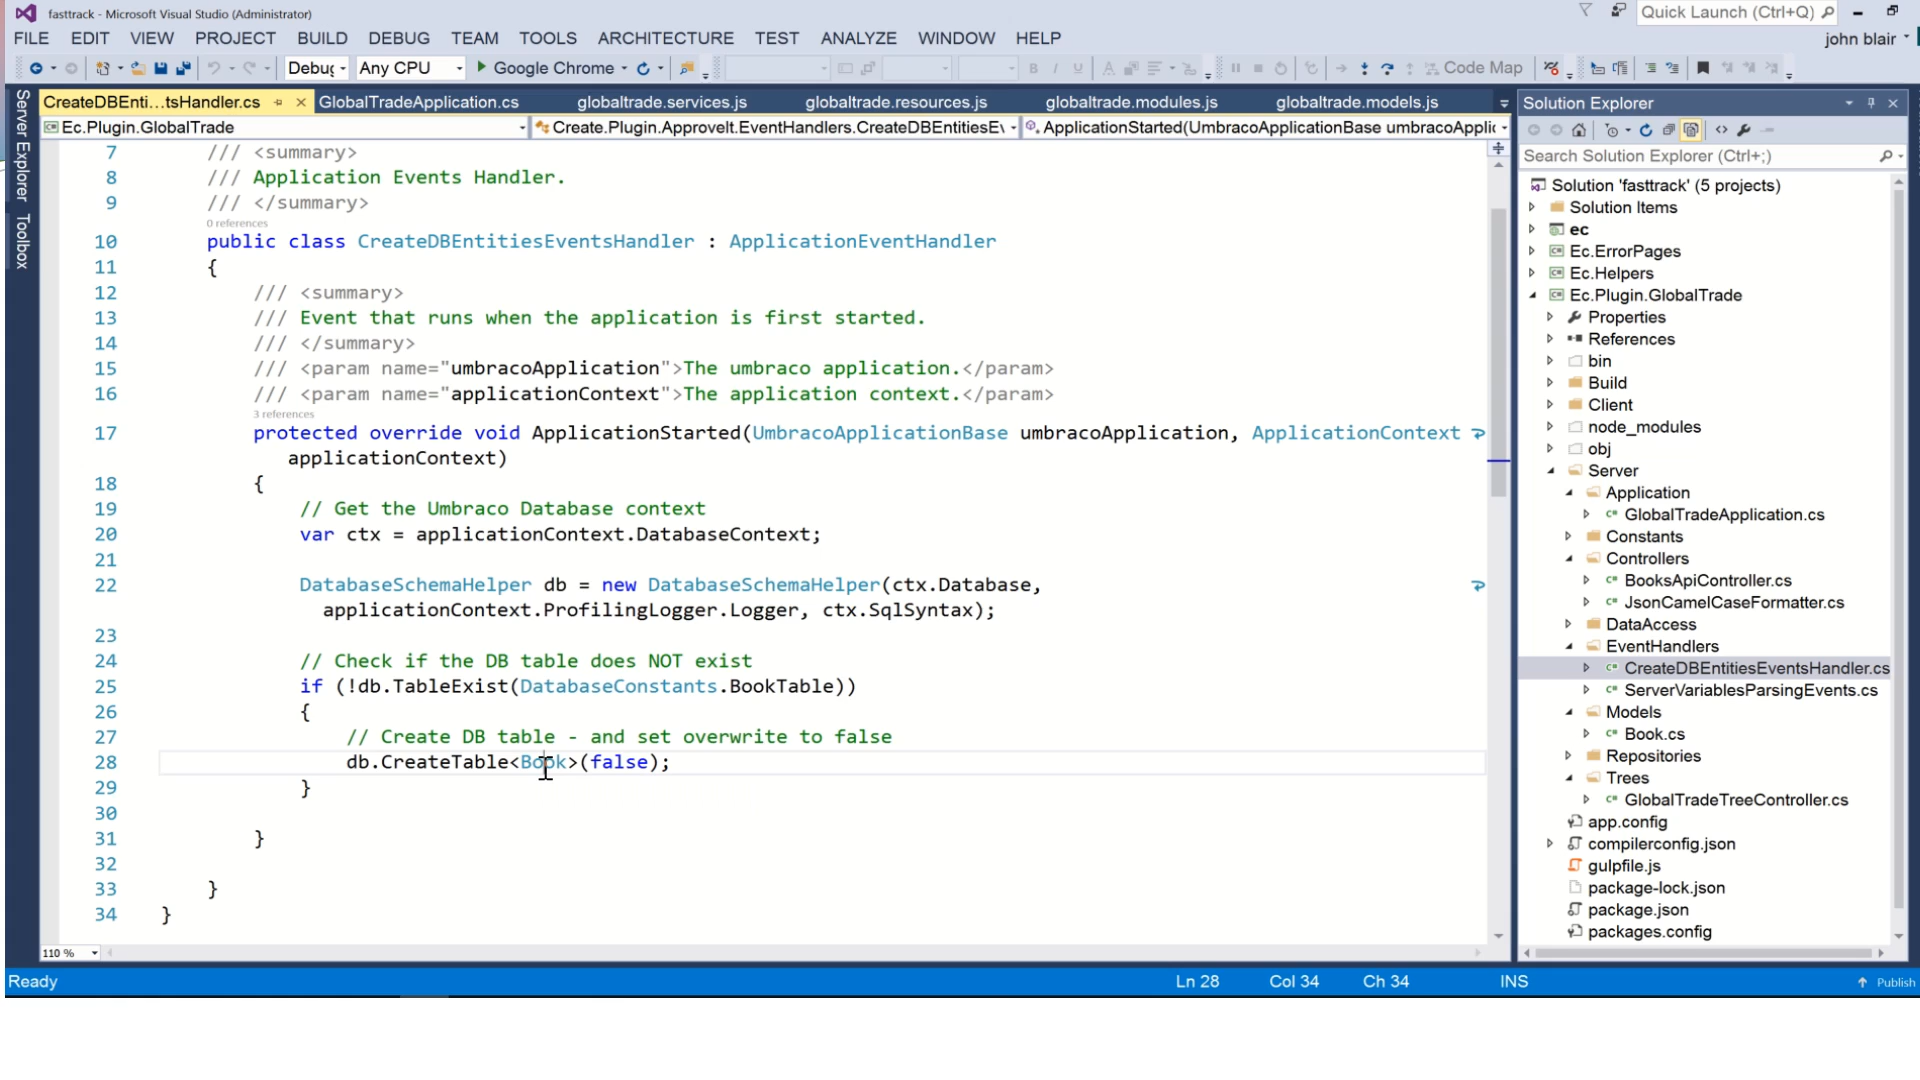 fasttrack - Microsoft Visual Studio (Administrator)
Quick Launch (Ctrl+Q)
FILE EDIT VIEW PROJECT BUILD DEBUG TEAM TOOLS ARCHITECTURE TEST ANALYZE WINDOW HELP
john blair
Debug Any CPU Google Chrome Code Map
Server Explorer
Toolbox
CreateDBEnti...tsHandler.cs GlobalTradeApplication.cs globaltrade.services.js globaltrade.resources.js globaltrade.modules.js globaltrade.models.js
Ec.Plugin.GlobalTrade Create.Plugin.ApproveIt.EventHandlers.CreateDBEntitiesE ApplicationStarted(UmbracoApplicationBase umbracoApplic
7 /// <summary>
8 /// Application Events Handler.
9 /// </summary>
0 references
10 public class CreateDBEntitiesEventsHandler : ApplicationEventHandler
11 {
12 /// <summary>
13 /// Event that runs when the application is first started.
14 /// </summary>
15 /// <param name="umbracoApplication">The umbraco application.</param>
16 /// <param name="applicationContext">The application context.</param>
3 references
17 protected override void ApplicationStarted(UmbracoApplicationBase umbracoApplication, ApplicationContext
applicationContext)
18 {
19 // Get the Umbraco Database context
20 var ctx = applicationContext.DatabaseContext;
21
22 DatabaseSchemaHelper db = new DatabaseSchemaHelper(ctx.Database,
applicationContext.ProfilingLogger.Logger, ctx.SqlSyntax);
23
24 // Check if the DB table does NOT exist
25 if (!db.TableExist(DatabaseConstants.BookTable))
26 {
27 // Create DB table - and set overwrite to false
28 db.CreateTable<Book>(false);
29 }
30
31 }
32
33 }
34 }
110 %
Solution Explorer
Search Solution Explorer (Ctrl+;)
Solution 'fasttrack' (5 projects)
Solution Items
ec
Ec.ErrorPages
Ec.Helpers
Ec.Plugin.GlobalTrade
Properties
References
bin
Build
Client
node_modules
obj
Server
Application
GlobalTradeApplication.cs
Constants
Controllers
BooksApiController.cs
JsonCamelCaseFormatter.cs
DataAccess
EventHandlers
CreateDBEntitiesEventsHandler.cs
ServerVariablesParsingEvents.cs
Models
Book.cs
Repositories
Trees
GlobalTradeTreeController.cs
app.config
compilerconfig.json
gulpfile.js
package-lock.json
package.json
packages.config
Ready Ln 28 Col 34 Ch 34 INS Publish